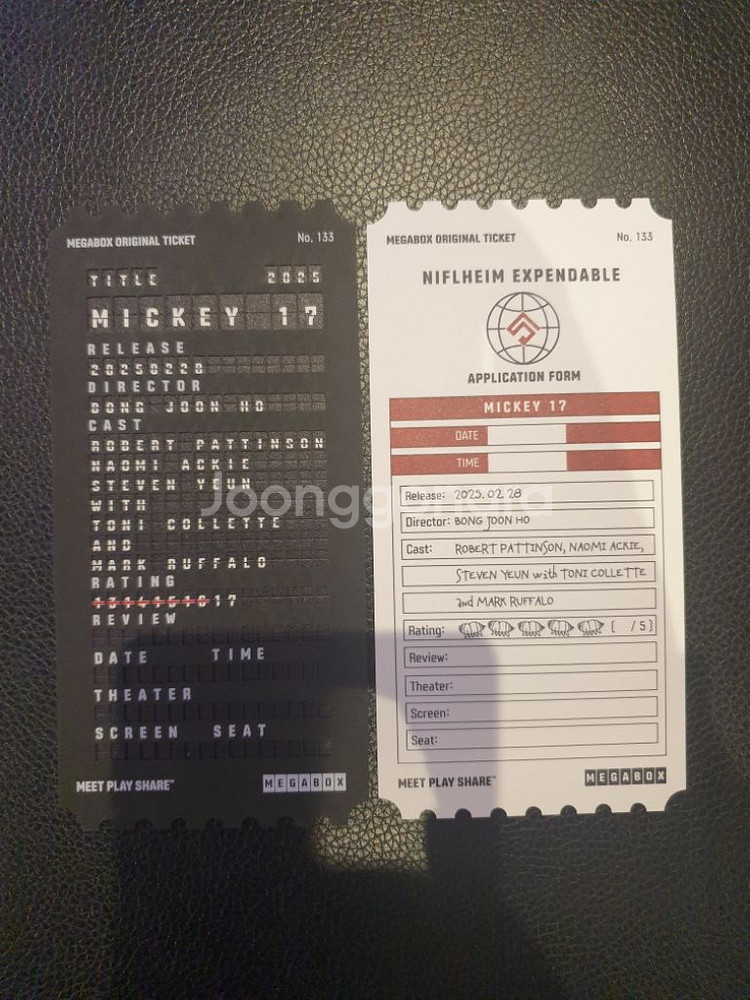 MEGABOX ORIGINAL TICKET No. 133
TITLE 2025
MICKEY 17
RELEASE
20250228
DIRECTOR
BONG JOON HO
CAST
ROBERT PATTINSON
NAOMI ACKIE
STEVEN YEUN
WITH
TONI COLLETTE
AND
MARK RUFFALO
RATING
1314151617
REVIEW
DATE TIME
THEATER
SCREEN SEAT
MEET PLAY SHARE™ MEGABOX
MEGABOX ORIGINAL TICKET No. 133
NIFLHEIM EXPENDABLE
APPLICATION FORM
MICKEY 17
DATE
TIME
Release: 2025. 02. 28
Director: BONG JOON HO
Cast: ROBERT PATTINSON, NAOMI ACKIE,
STEVEN YEUN with TONI COLLETTE
and MARK RUFFALO
Rating: ( / 5 )
Review:
Theater:
Screen:
Seat:
MEET PLAY SHARE™ MEGABOX
Joonggonara